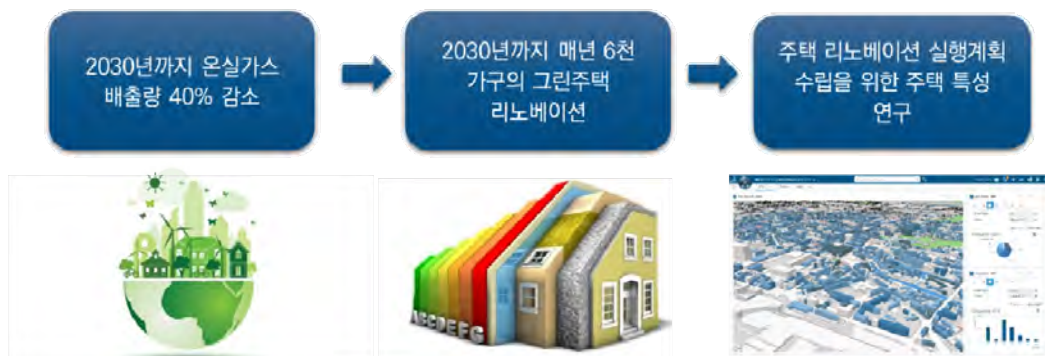 2030년까지 온실가스
배출량 40% 감소
2030년까지 매년 6천
가구의 그린주택
리노베이션
주택 리노베이션 실행계획
수립을 위한 주택 특성
연구
ABCDEFG